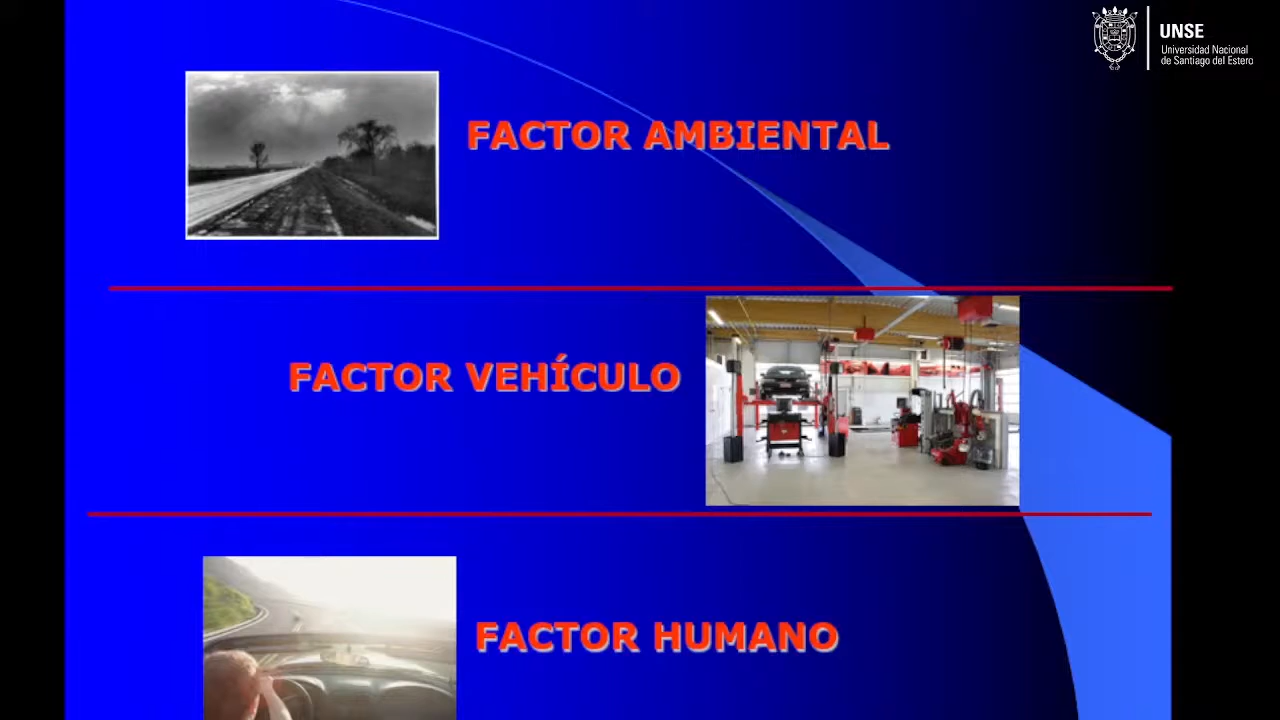 UNSE
Universidad Nacional
de Santiago del Estero
FACTOR AMBIENTAL
FACTOR VEHÍCULO
FACTOR HUMANO